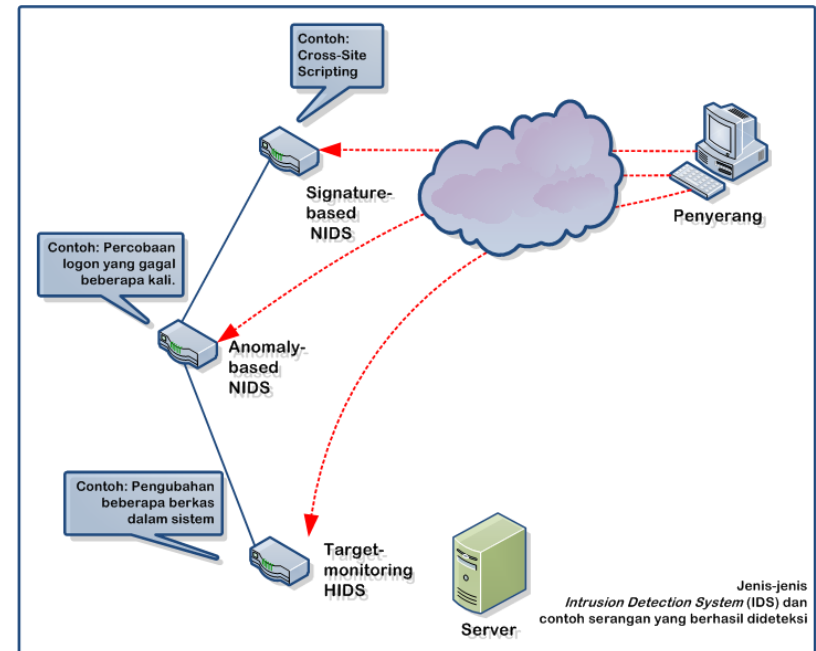 Contoh:
Cross-Site
Scripting
Signature-
based
NIDS
Penyerang
Contoh: Percobaan
logon yang gagal
beberapa kali.
Anomaly-
based
NIDS
Contoh: Pengubahan
beberapa berkas
dalam sistem
Target-
monitoring
HIDS
Server
Jenis-jenis
Intrusion Detection System (IDS) dan
contoh serangan yang berhasil dideteksi